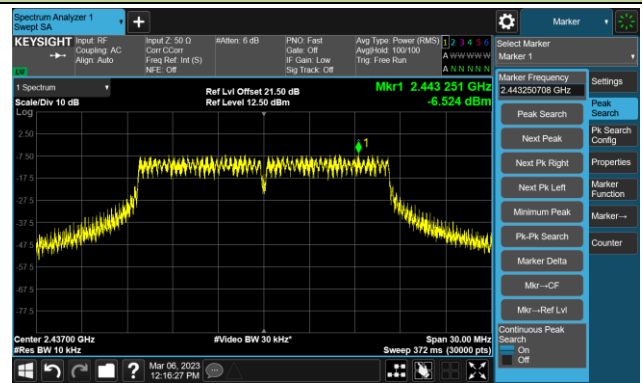 Spectrum Analyzer 1
Swept SA
Marker
KEYSIGHT
Input: RF
Coupling: AC
Align: Auto
Input Z: 50 Ω
Corr CCorr
Freq Ref: Int (S)
NFE: Off
#Atten: 6 dB
PNO: Fast
Gate: Off
IF Gain: Low
Sig Track: Off
Avg Type: Power (RMS)
Avg|Hold: 100/100
Trig: Free Run
1 2 3 4 5 6
A W W W W W
A N N N N N
LW
Select Marker
Marker 1
1 Spectrum
Scale/Div 10 dB
Log
Ref Lvl Offset 21.50 dB
Ref Level 12.50 dBm
Mkr1 2.443 251 GHz
-6.524 dBm
1
2.50
-7.50
-17.5
-27.5
-37.5
-47.5
-57.5
-67.5
-77.5
Center 2.43700 GHz
#Res BW 10 kHz
#Video BW 30 kHz*
Span 30.00 MHz
Sweep 372 ms (30000 pts)
Marker Frequency
2.443250708 GHz
Peak Search
Next Peak
Next Pk Right
Next Pk Left
Minimum Peak
Pk-Pk Search
Marker Delta
Mkr→CF
Mkr→Ref Lvl
Continuous Peak
Search
On
Off
Settings
Peak
Search
Pk Search
Config
Properties
Marker
Function
Marker→
Counter
Mar 06, 2023
12:16:27 PM